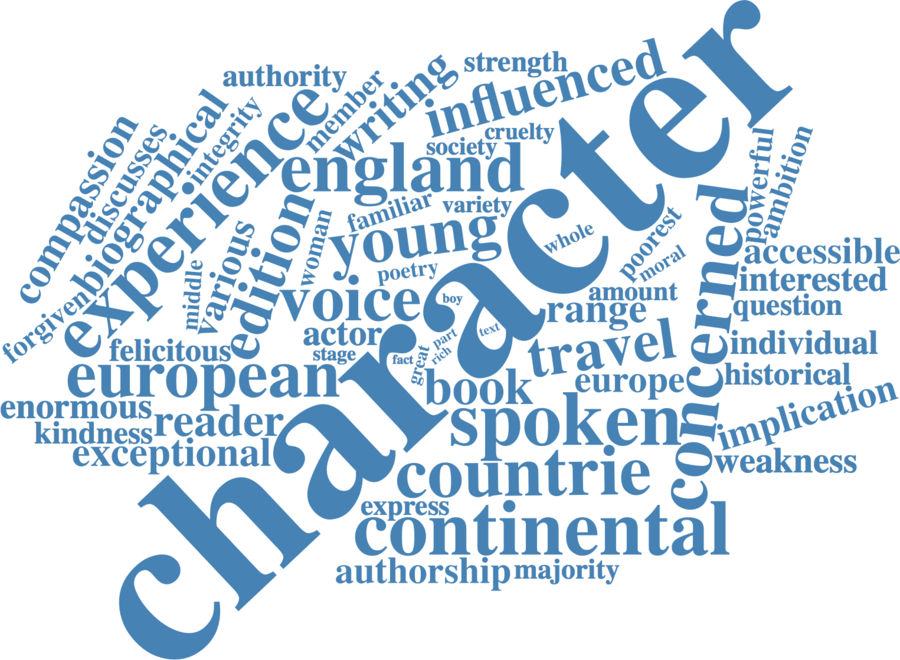 character
strength
authority
influenced
member
writing
cruelty
society
integrity
experience
england
compassion
discusses
biographical
powerful
ambition
familiar
variety
woman
young
whole
poorest
moral
poetry
edition
various
middle
forgiven
voice
boy
amount
range
accessible
interested
question
concerned
actor
stage
fact
great
part
rich
text
travel
individual
felicitous
european
book
europe
historical
enormous
reader
kindness
exceptional
spoken
implication
weakness
countrie
express
continental
authorship
majority